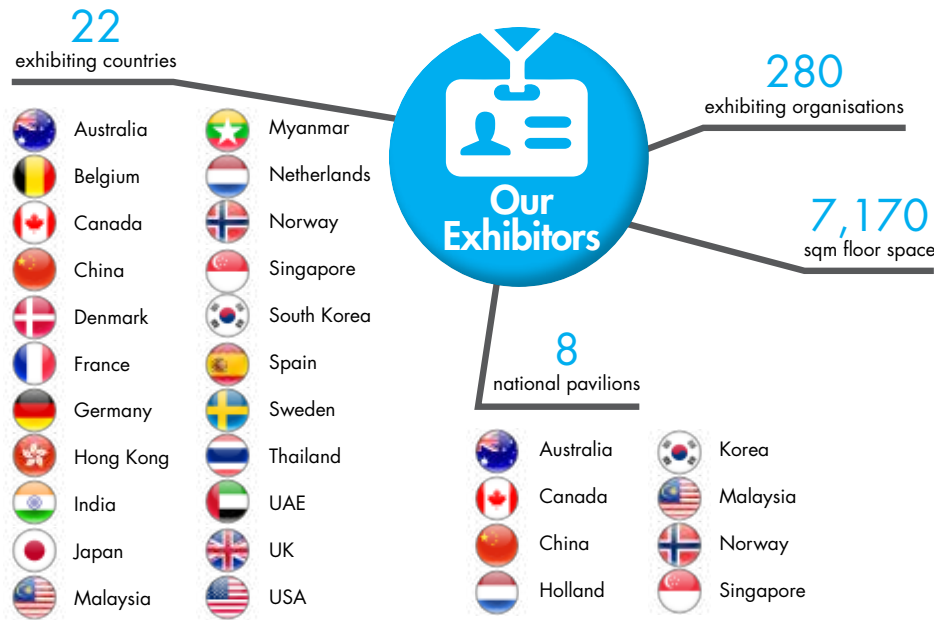 22
exhibiting countries
Australia
Belgium
Canada
China
Denmark
France
Germany
Hong Kong
India
Japan
Malaysia
Myanmar
Netherlands
Norway
Singapore
South Korea
Spain
Sweden
Thailand
UAE
UK
USA
Our
Exhibitors
280
exhibiting organisations
7,170
sqm floor space
8
national pavilions
Australia
Canada
China
Holland
Korea
Malaysia
Norway
Singapore